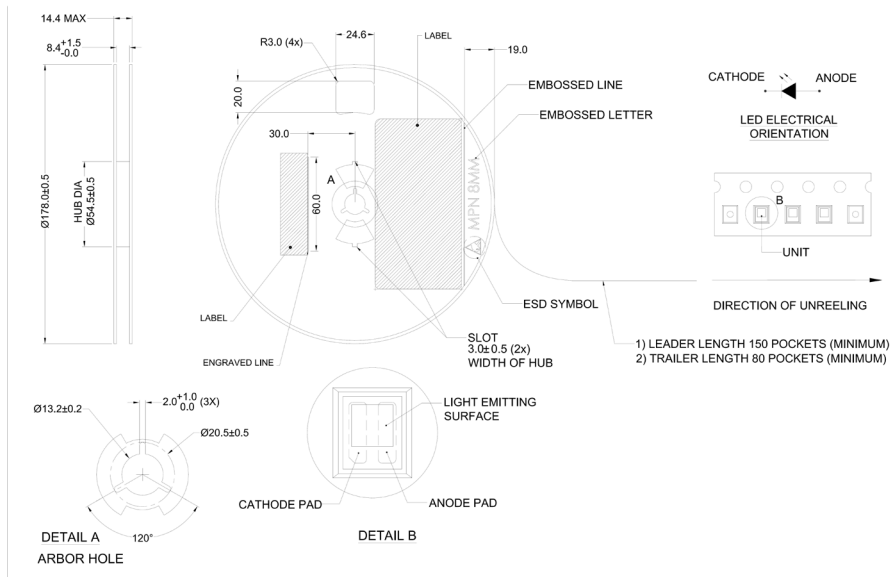 14.4 MAX
8.4 +1.5 -0.0
Ø178.0±0.5
HUB DIA
Ø54.5±0.5
R3.0 (4x)
24.6
20.0
LABEL
19.0
30.0
A
60.0
EMBOSSED LINE
EMBOSSED LETTER
MPN 8MM
LABEL
ENGRAVED LINE
ESD SYMBOL
SLOT
3.0±0.5 (2x)
WIDTH OF HUB
CATHODE
ANODE
LED ELECTRICAL
ORIENTATION
B
UNIT
DIRECTION OF UNREELING
1) LEADER LENGTH 150 POCKETS (MINIMUM)
2) TRAILER LENGTH 80 POCKETS (MINIMUM)
2.0 +1.0 0.0 (3X)
Ø13.2±0.2
Ø20.5±0.5
120°
DETAIL A
ARBOR HOLE
LIGHT EMITTING
SURFACE
CATHODE PAD
ANODE PAD
DETAIL B